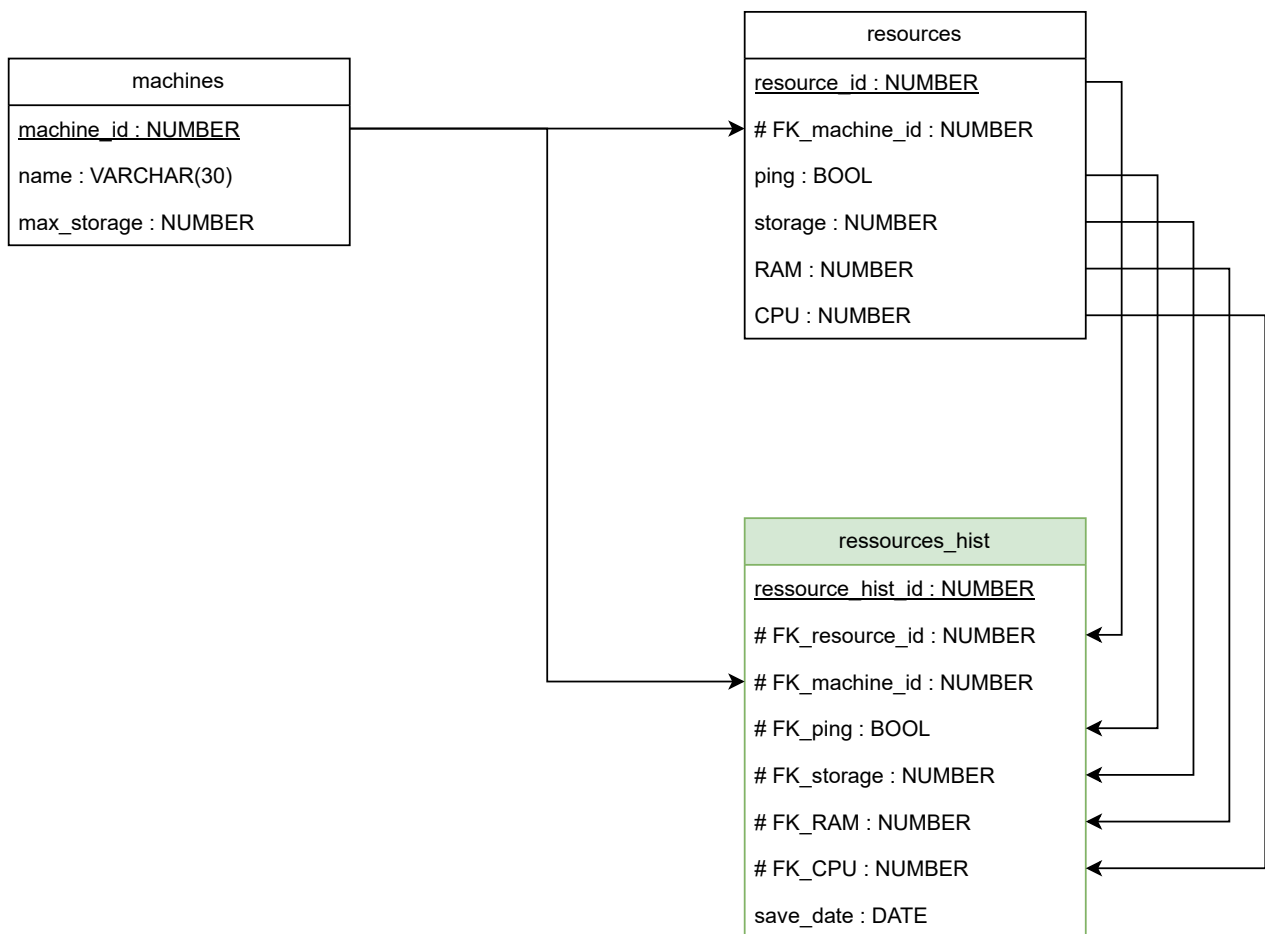 machines
machine_id : NUMBER
name : VARCHAR(30)
max_storage : NUMBER
resources
resource_id : NUMBER
# FK_machine_id : NUMBER
ping : BOOL
storage : NUMBER
RAM : NUMBER
CPU : NUMBER
ressources_hist
ressource_hist_id : NUMBER
# FK_resource_id : NUMBER
# FK_machine_id : NUMBER
# FK_ping : BOOL
# FK_storage : NUMBER
# FK_RAM : NUMBER
# FK_CPU : NUMBER
save_date : DATE